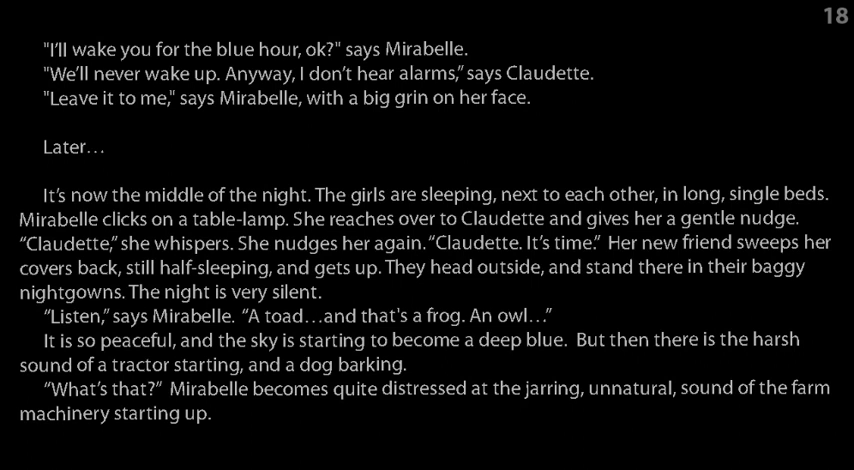 18
"I'll wake you for the blue hour, ok?" says Mirabelle.
"We'll never wake up. Anyway, I don't hear alarms," says Claudette.
"Leave it to me," says Mirabelle, with a big grin on her face.
Later…
It's now the middle of the night. The girls are sleeping, next to each other, in long, single beds.
Mirabelle clicks on a table-lamp. She reaches over to Claudette and gives her a gentle nudge.
“Claudette,” she whispers. She nudges her again. “Claudette. It's time.” Her new friend sweeps her
covers back, still half-sleeping, and gets up. They head outside, and stand there in their baggy
nightgowns. The night is very silent.
“Listen,” says Mirabelle. “A toad…and that's a frog. An owl…”
It is so peaceful, and the sky is starting to become a deep blue. But then there is the harsh
sound of a tractor starting, and a dog barking.
“What's that?” Mirabelle becomes quite distressed at the jarring, unnatural, sound of the farm
machinery starting up.